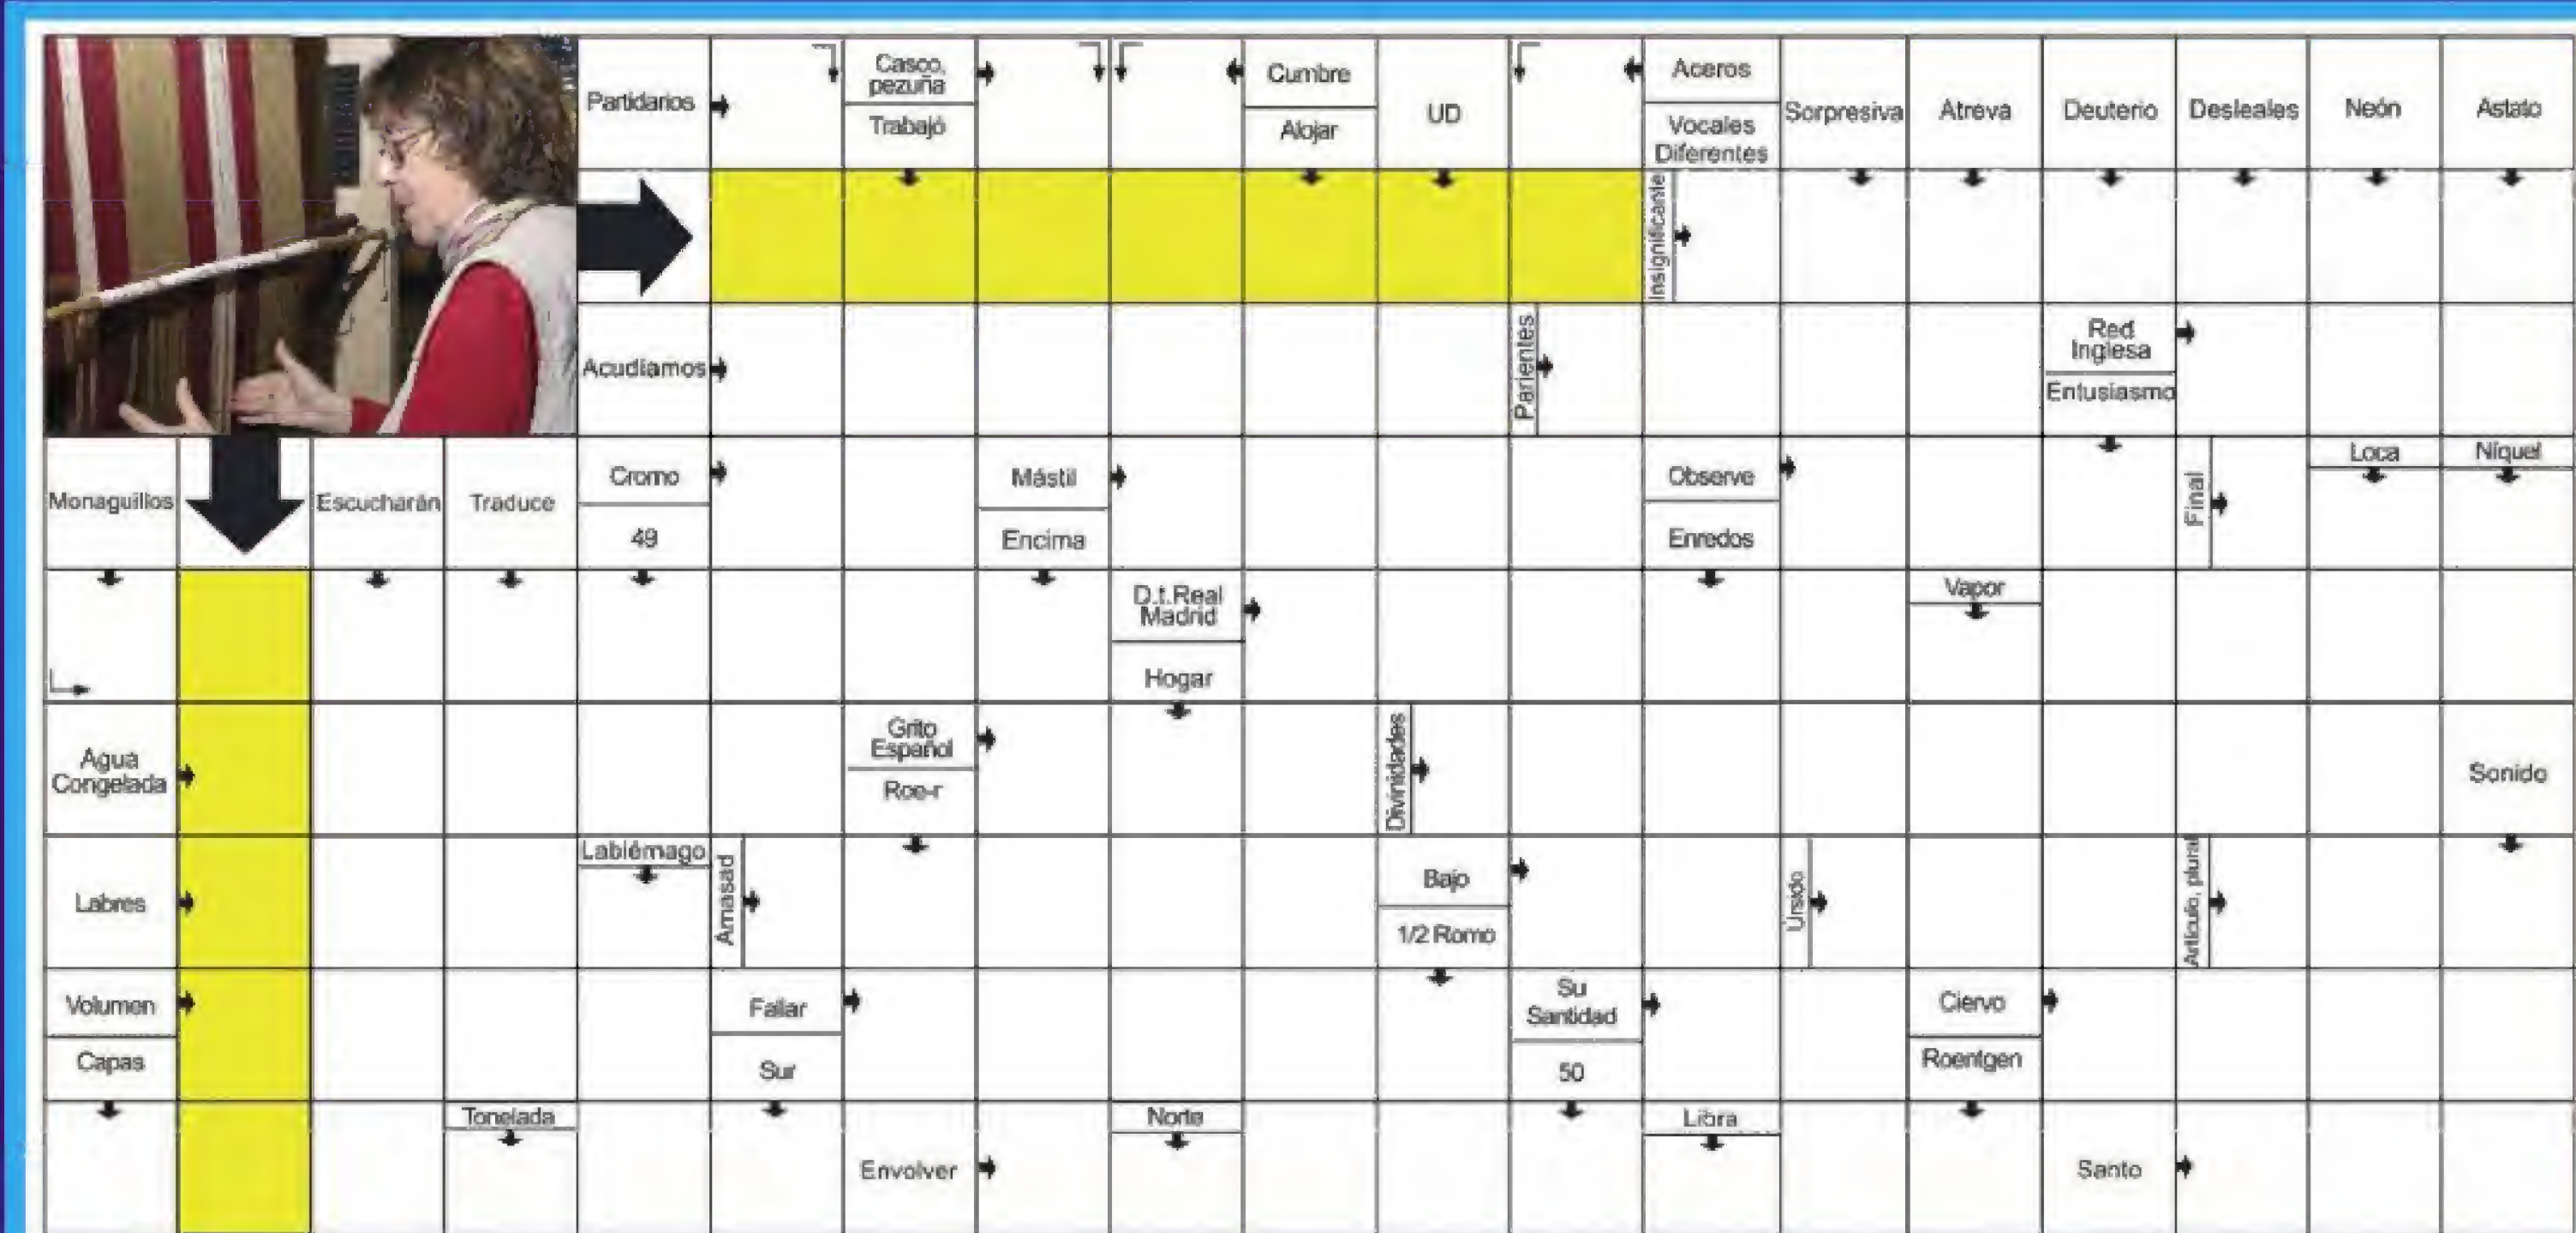 Partidarios
Casco,
pezuña
Trabajó
Cumbre
Alojar
UD
Aceros
Vocales
Diferentes
Sorpresiva
Atreva
Deuterio
Desleales
Neón
Astato
Insignificante
Acudíamos
Parientes
Red
Inglesa
Entusiasmo
Monaguillos
Escucharán
Traduce
Cromo
49
Mástil
Encima
Observe
Enredos
Final
Loca
Níquel
D.t.Real
Madrid
Hogar
Vapor
Agua
Congelada
Grito
Español
Roe-r
Divinidades
Sonido
Labres
Labiérnago
Amasad
Bajo
1/2 Romo
Úrsido
Artículo, plural
Volumen
Capas
Fallar
Sur
Su
Santidad
50
Ciervo
Roentgen
Tonelada
Envolver
Norte
Libra
Santo